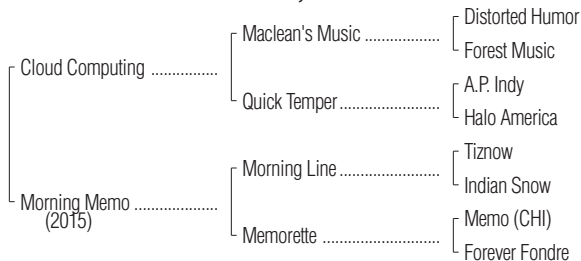 Distorted Humor
Maclean's Music ..................
Forest Music
Cloud Computing ................
A.P. Indy
Quick Temper........................
Halo America
Tiznow
Morning Line........................
Indian Snow
Morning Memo ....................
(2015)
Memo (CHI)
Memorette ............................
Forever Fondre